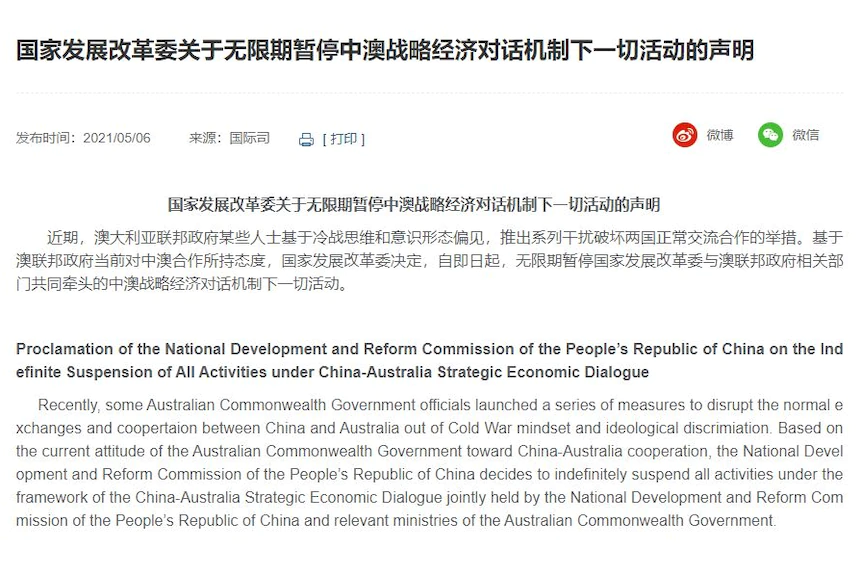 国家发展改革委关于无限期暂停中澳战略经济对话机制下一切活动的声明
发布时间：2021/05/06 来源：国际司 [ 打印 ] 微博 微信
国家发展改革委关于无限期暂停中澳战略经济对话机制下一切活动的声明
近期，澳大利亚联邦政府某些人士基于冷战思维和意识形态偏见，推出系列干扰破坏两国正常交流合作的举措。基于
澳联邦政府当前对中澳合作所持态度，国家发展改革委决定，自即日起，无限期暂停国家发展改革委与澳联邦政府相关部
门共同牵头的中澳战略经济对话机制下一切活动。
Proclamation of the National Development and Reform Commission of the People’s Republic of China on the Ind
efinite Suspension of All Activities under China-Australia Strategic Economic Dialogue
Recently, some Australian Commonwealth Government officials launched a series of measures to disrupt the normal e
xchanges and coopertaion between China and Australia out of Cold War mindset and ideological discrimiation. Based on
the current attitude of the Australian Commonwealth Government toward China-Australia cooperation, the National Devel
opment and Reform Commission of the People’s Republic of China decides to indefinitely suspend all activities under the
framework of the China-Australia Strategic Economic Dialogue jointly held by the National Development and Reform Com
mission of the People’s Republic of China and relevant ministries of the Australian Commonwealth Government.